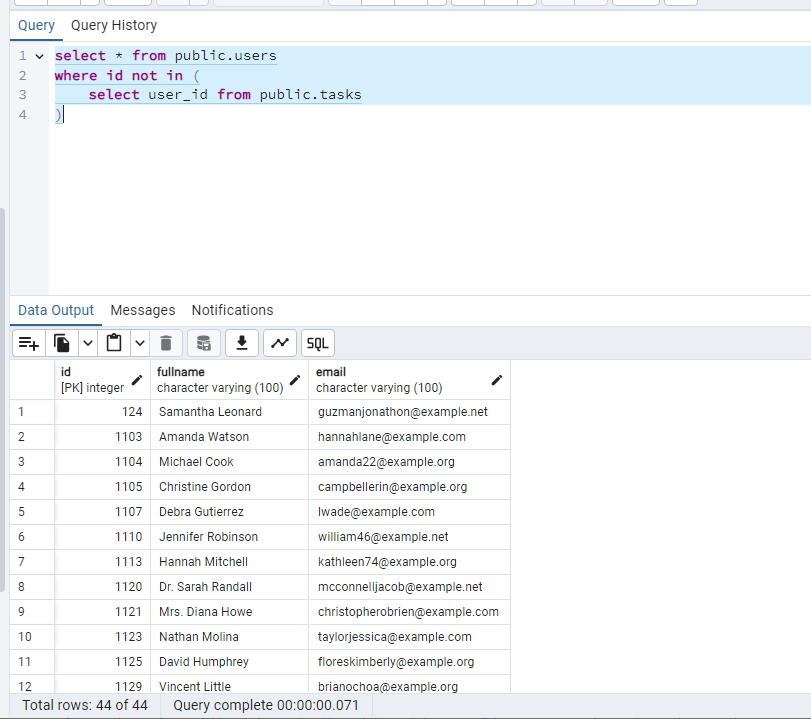 Query Query History
1 select * from public.users
2 where id not in (
3 select user_id from public.tasks
4 )
Data Output Messages Notifications
SQL
id fullname email
[PK] integer character varying (100) character varying (100)
1 124 Samantha Leonard guzmanjonathon@example.net
2 1103 Amanda Watson hannahlane@example.com
3 1104 Michael Cook amanda22@example.org
4 1105 Christine Gordon campbellerin@example.org
5 1107 Debra Gutierrez lwade@example.com
6 1110 Jennifer Robinson william46@example.net
7 1113 Hannah Mitchell kathleen74@example.org
8 1120 Dr. Sarah Randall mcconnelljacob@example.net
9 1121 Mrs. Diana Howe christopherobrien@example.com
10 1123 Nathan Molina taylorjessica@example.com
11 1125 David Humphrey floreskimberly@example.org
12 1129 Vincent Little brianochoa@example.org
Total rows: 44 of 44 Query complete 00:00:00.071